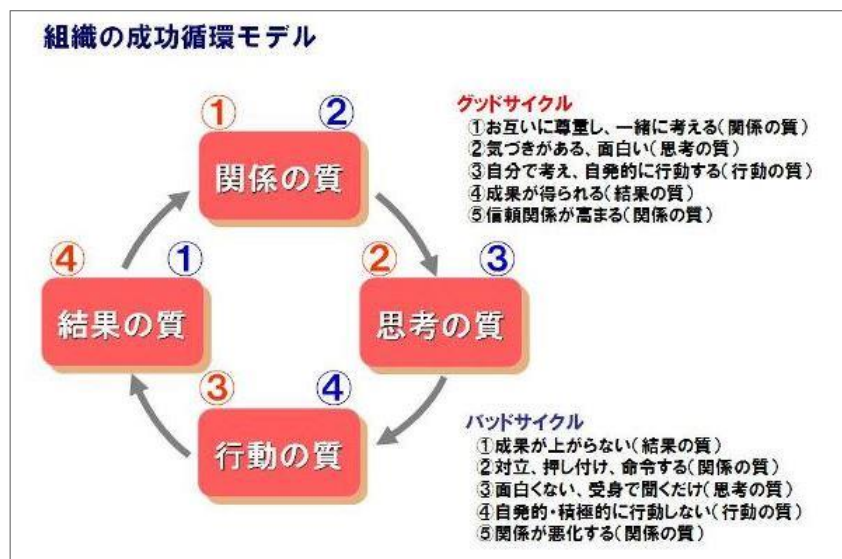 組織の成功循環モデル
① ②
関係の質
④ ①
結果の質
② ③
思考の質
③ ④
行動の質
グッドサイクル
①お互いに尊重し、一緒に考える(関係の質)
②気づきがある、面白い(思考の質)
③自分で考え、自発的に行動する(行動の質)
④成果が得られる(結果の質)
⑤信頼関係が高まる(関係の質)
バッドサイクル
①成果が上がらない(結果の質)
②対立、押し付け、命令する(関係の質)
③面白くない、受身で聞くだけ(思考の質)
④自発的・積極的に行動しない(行動の質)
⑤関係が悪化する(関係の質)